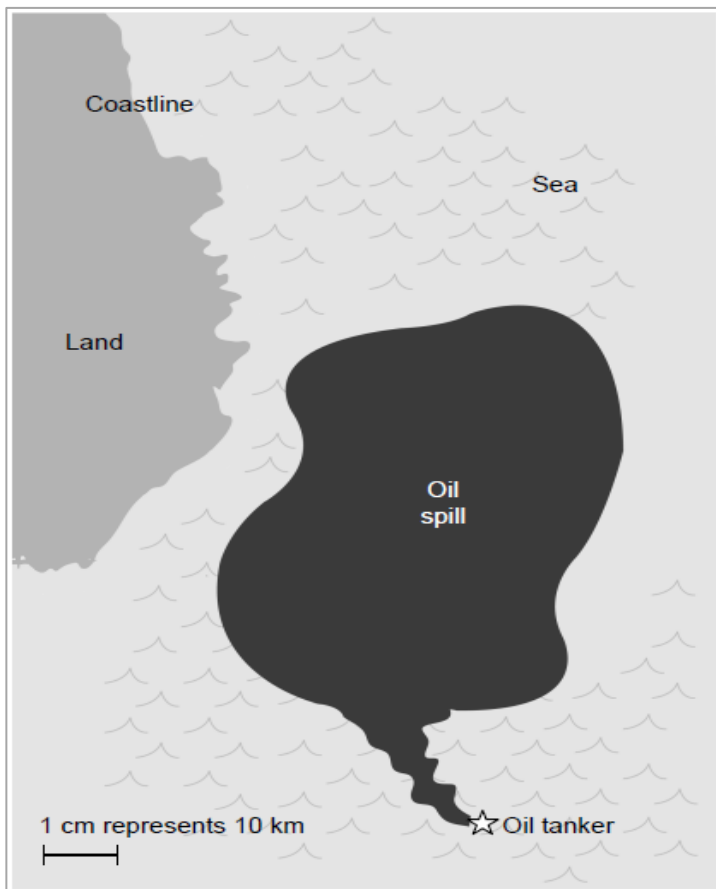 Coastline
Sea
Land
Oil
spill
1 cm represents 10 km
Oil tanker